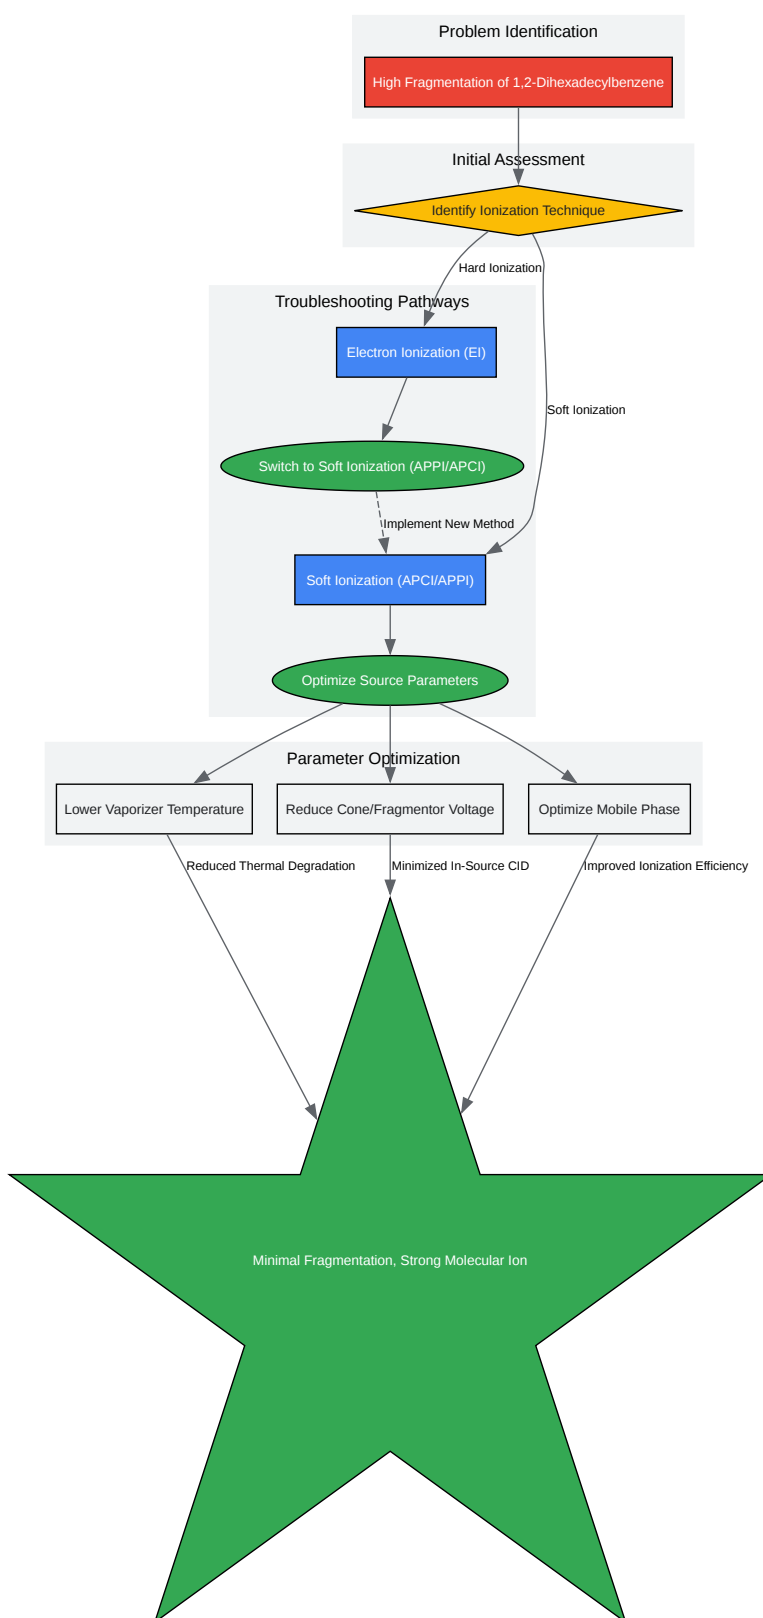 Problem Identification
High Fragmentation of 1,2-Dihexadecylbenzene
Initial Assessment
Identify Ionization Technique
Hard Ionization
Troubleshooting Pathways
Electron Ionization (EI)
Soft Ionization
Switch to Soft Ionization (APPI/APCI)
Implement New Method
Soft Ionization (APCI/APPI)
Optimize Source Parameters
Parameter Optimization
Lower Vaporizer Temperature
Reduce Cone/Fragmentor Voltage
Optimize Mobile Phase
Reduced Thermal Degradation
Minimized In-Source CID
Improved Ionization Efficiency
Minimal Fragmentation, Strong Molecular Ion